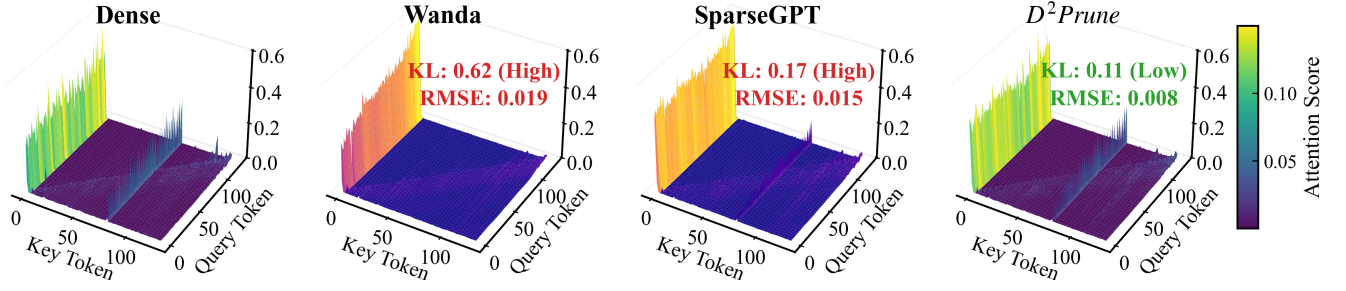 Dense
0.6
0.4
0.2
0.0
0
50
100
Key Token
0
50
100
Query Token
Wanda
KL: 0.62 (High)
RMSE: 0.019
0.6
0.4
0.2
0.0
0
50
100
Key Token
0
50
100
Query Token
SparseGPT
KL: 0.17 (High)
RMSE: 0.015
0.6
0.4
0.2
0.0
0
50
100
Key Token
0
50
100
Query Token
D²Prune
KL: 0.11 (Low)
RMSE: 0.008
0.6
0.4
0.2
0.0
0
50
100
Key Token
0
50
100
Query Token
0.10
0.05
Attention Score